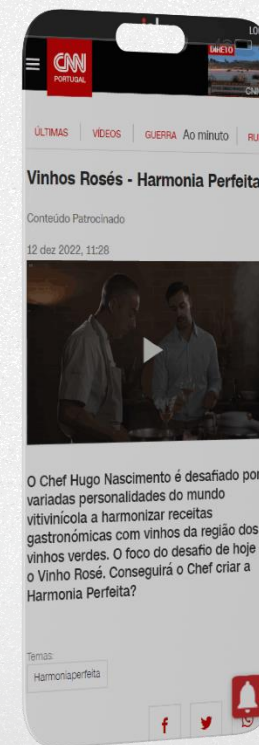 CNN
PORTUGAL
DIRETO
ÚLTIMAS VÍDEOS GUERRA Ao minuto
Vinhos Rosés - Harmonia Perfeita
Conteúdo Patrocinado
12 dez 2022, 11:28
O Chef Hugo Nascimento é desafiado por
variadas personalidades do mundo
vitivinícola a harmonizar receitas
gastronómicas com vinhos da região dos
vinhos verdes. O foco do desafio de hoje
o Vinho Rosé. Conseguirá o Chef criar a
Harmonia Perfeita?
Temas:
Harmoniaperfeita